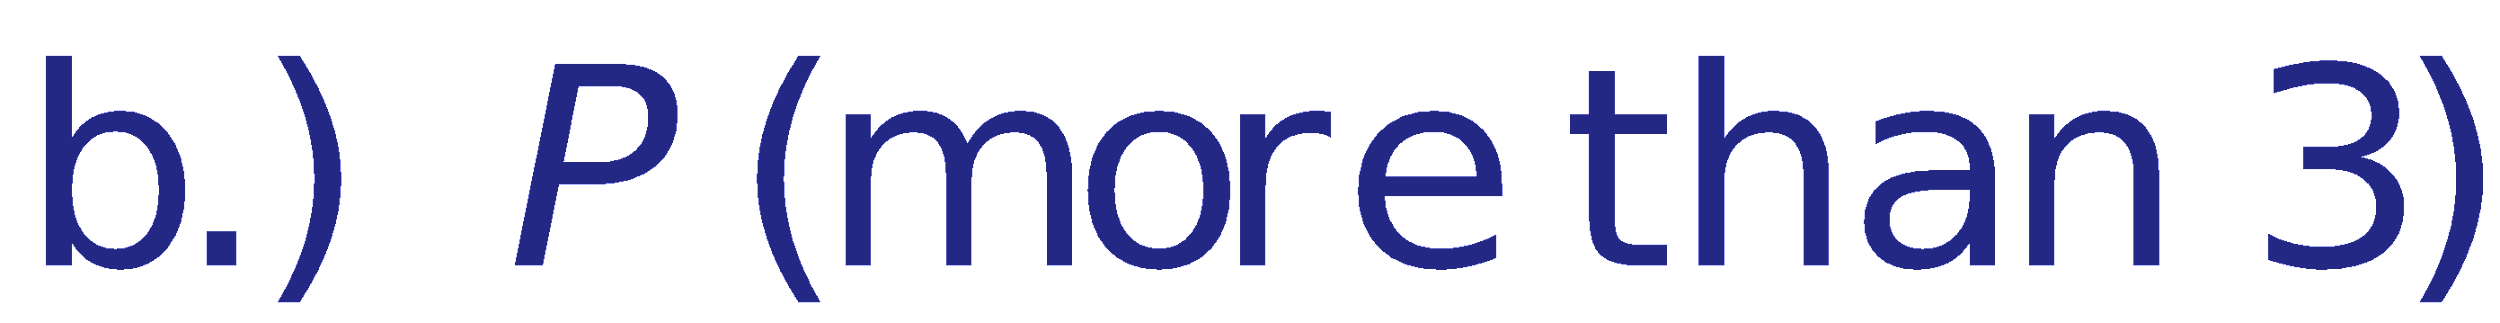 b.) P (more than 3)